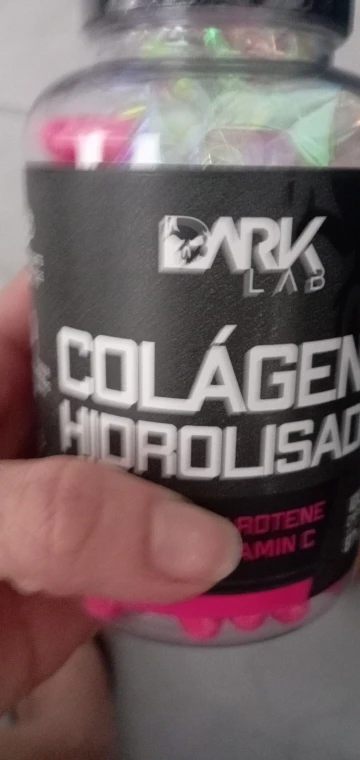 DARK
LAB
COLÁGEN
HIDROLISAD
ROTENE
AMIN C